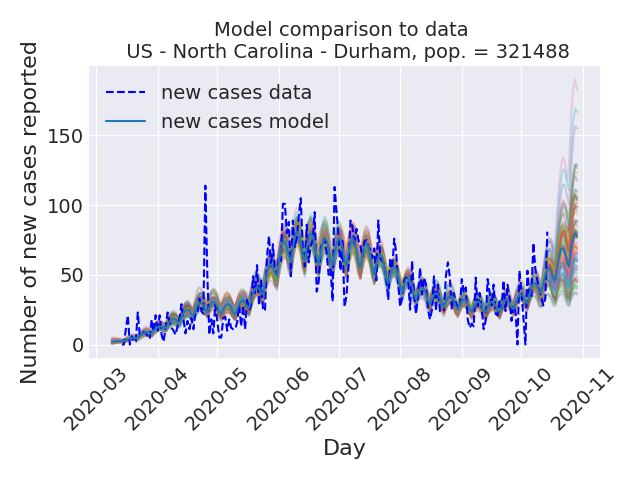 Model comparison to data
US - North Carolina - Durham, pop. = 321488
Number of new cases reported
new cases data
new cases model
150
100
50
0
2020-03
2020-04
2020-05
2020-06
2020-07
2020-08
2020-09
2020-10
2020-11
Day